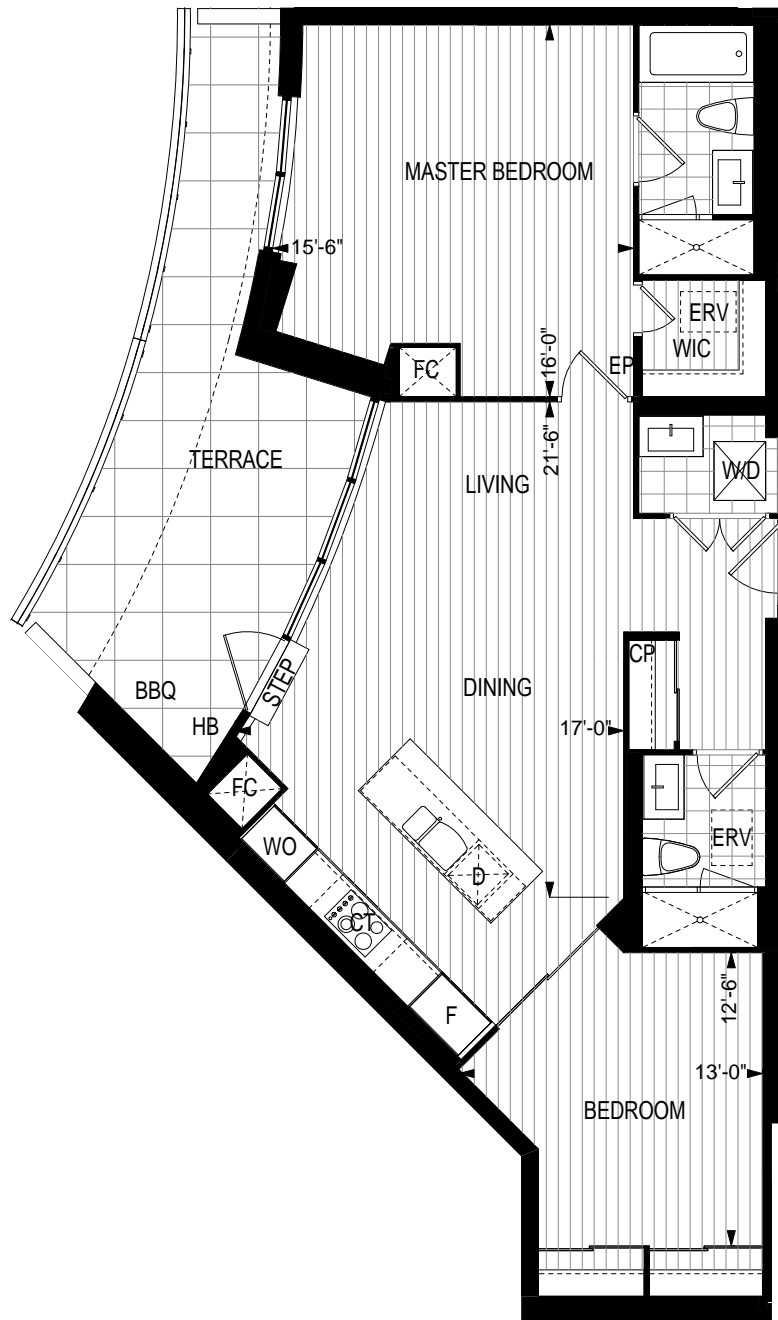 MASTER BEDROOM
15'-6"
ERV
WIC
16'-0"
EP
FC
21'-6"
TERRACE
LIVING
W/D
CP
STEP
DINING
BBQ
HB
17'-0"
FC
WO
ERV
D
CT
F
12'-6"
13'-0"
BEDROOM